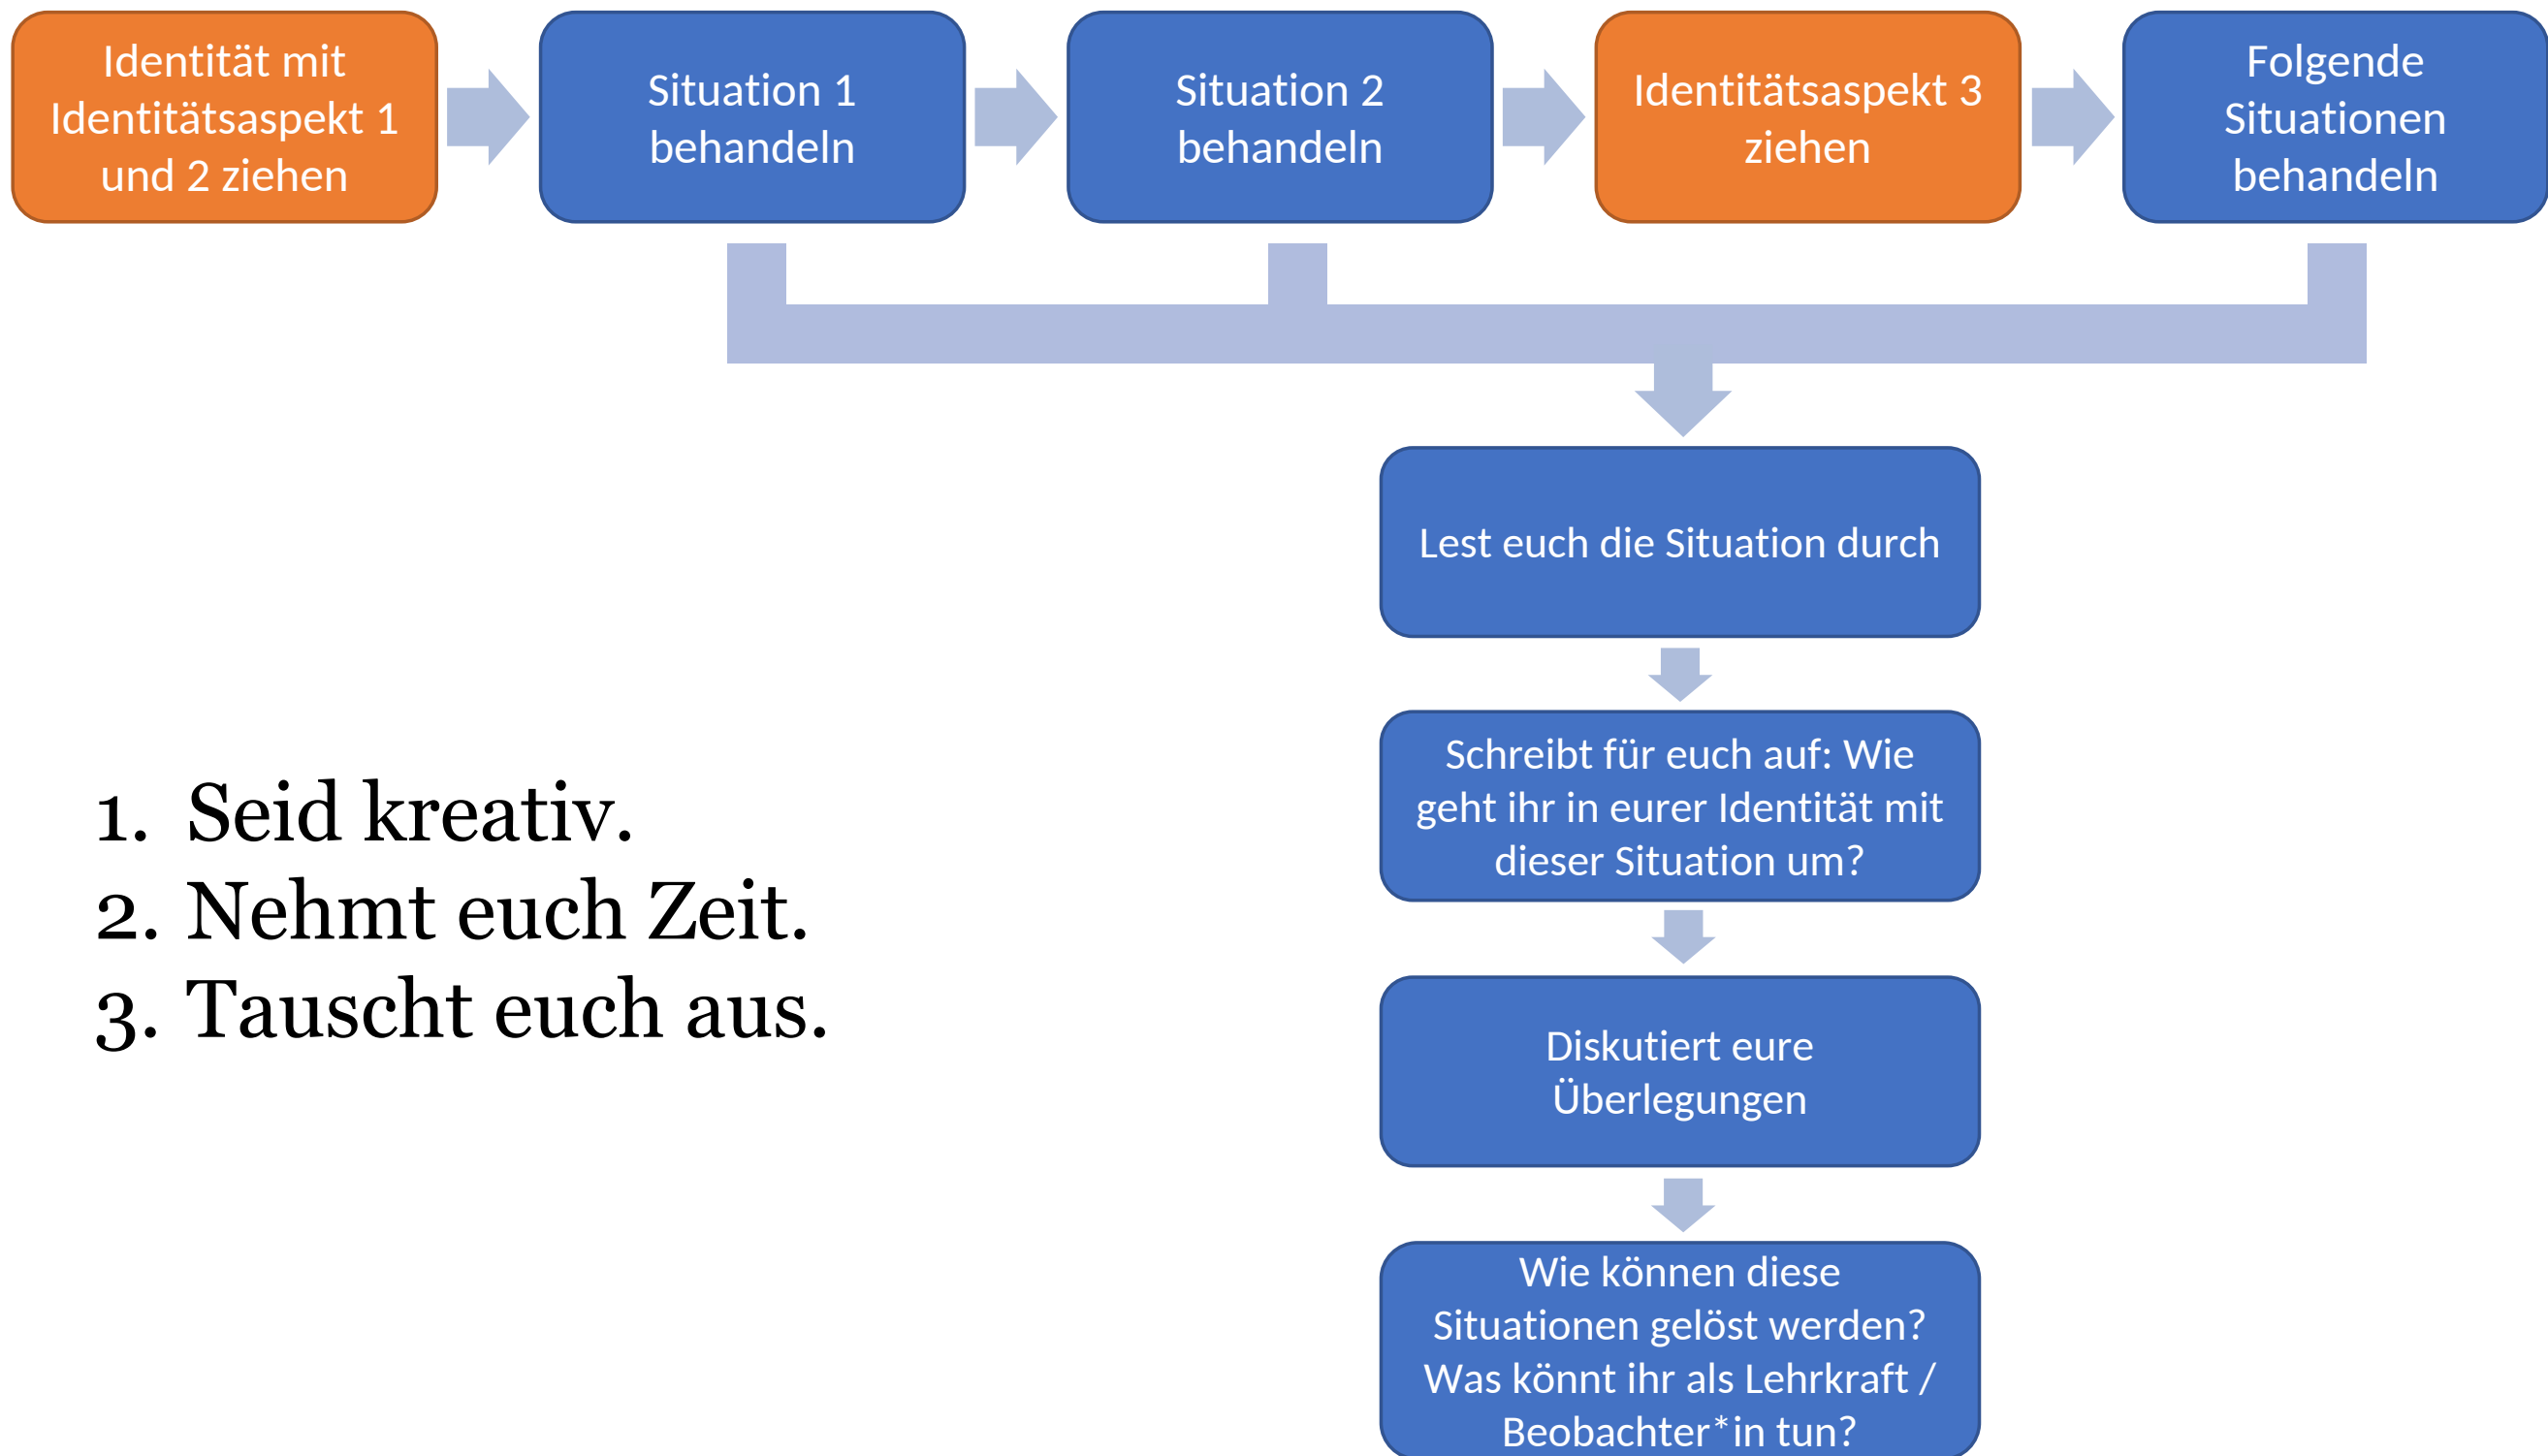 Identität mit
Identitätsaspekt 1
und 2 ziehen
Situation 1
behandeln
Situation 2
behandeln
Identitätsaspekt 3
ziehen
Folgende
Situationen
behandeln
Lest euch die Situation durch
Schreibt für euch auf: Wie
geht ihr in eurer Identität mit
dieser Situation um?
Diskutiert eure
Überlegungen
Wie können diese
Situationen gelöst werden?
Was könnt ihr als Lehrkraft /
Beobachter*in tun?
1. Seid kreativ.
2. Nehmt euch Zeit.
3. Tauscht euch aus.